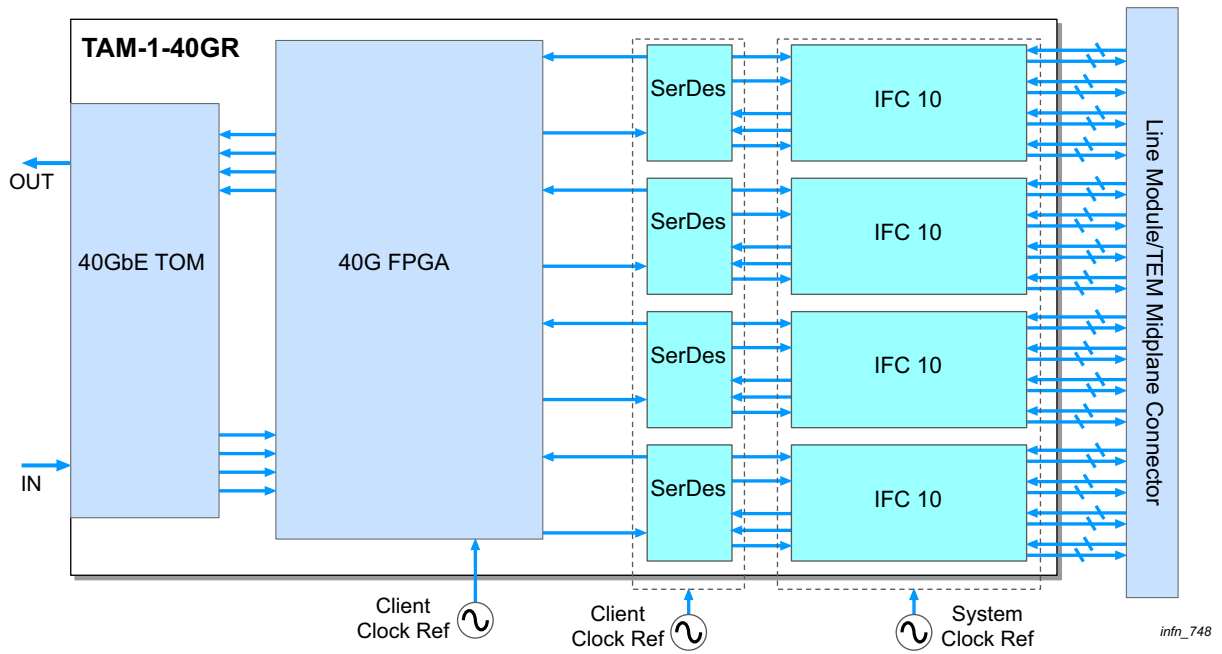 TAM-1-40GR
OUT
IN
40GbE TOM
40G FPGA
SerDes
IFC 10
SerDes
IFC 10
SerDes
IFC 10
SerDes
IFC 10
Line Module/TEM Midplane Connector
Client
Clock Ref
Client
Clock Ref
System
Clock Ref
infn_748